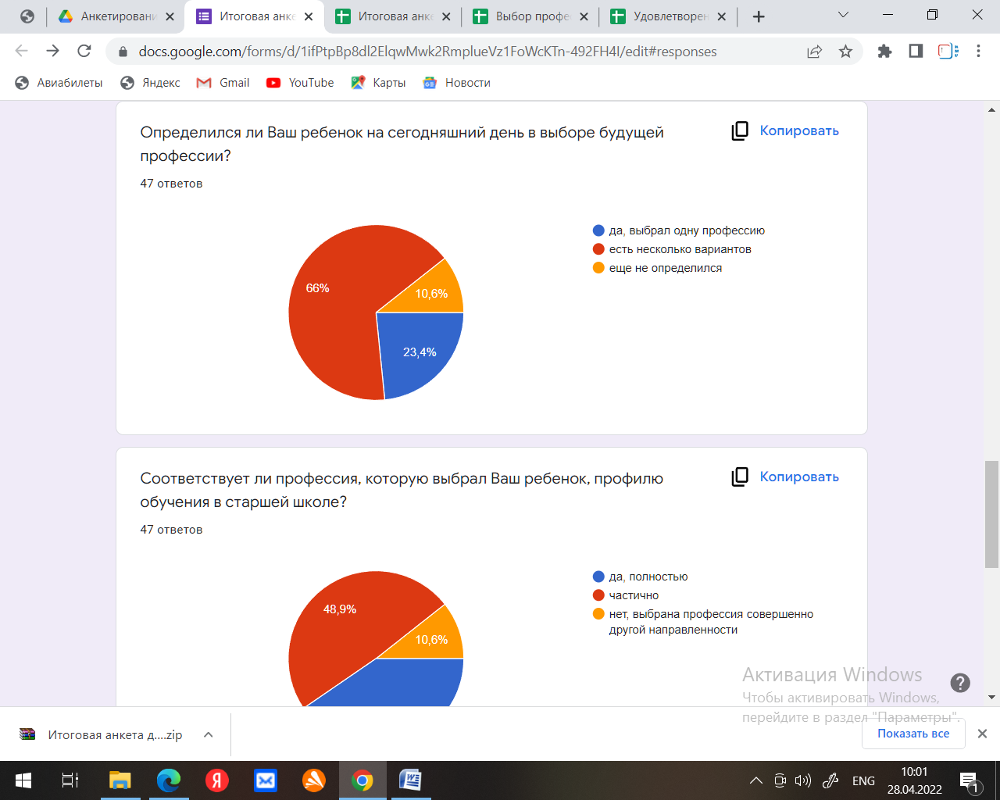 Анкетировани
Итоговая анке
Итоговая анке
Выбор профе
Удовлетворен
docs.google.com/forms/d/1ifPtpBp8dl2ElqwMwk2RmplueVz1FoWcKTn-492FH4I/edit#responses
Авиабилеты
Яндекс
Gmail
YouTube
Карты
Новости
Определился ли Ваш ребенок на сегодняшний день в выборе будущей
профессии?
Копировать
47 ответов
да, выбрал одну профессию
есть несколько вариантов
еще не определился
66%
10,6%
23,4%
Соответствует ли профессия, которую выбрал Ваш ребенок, профилю
обучения в старшей школе?
Копировать
47 ответов
да, полностью
частично
нет, выбрана профессия совершенно
другой направленности
48,9%
10,6%
Активация Windows
Чтобы активировать Windows,
перейдите в раздел "Параметры".
Итоговая анкета д....zip
Показать все
ENG
10:01
28.04.2022
1